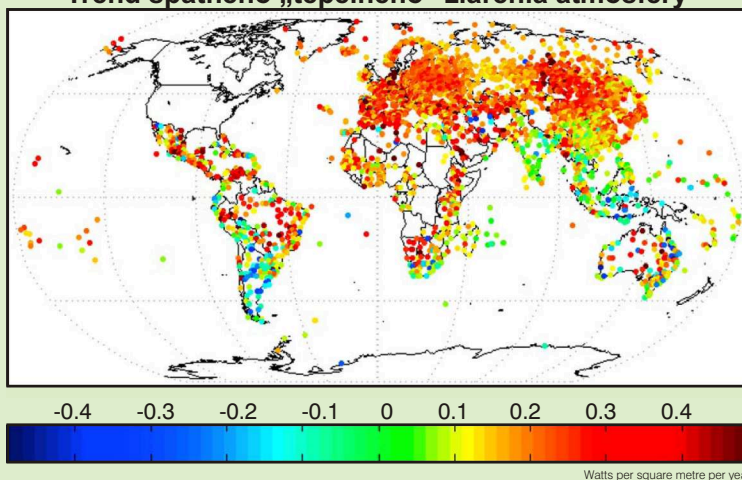 Trend spätného „tepelného“ žiarenia atmosféry
-0.4 -0.3 -0.2 -0.1 0 0.1 0.2 0.3 0.4
Watts per square metre per